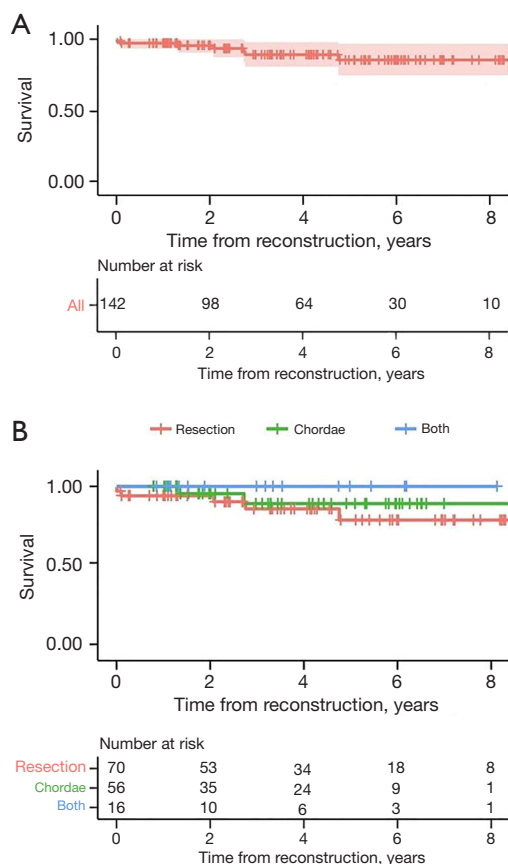 A
1.00
0.50
0.00
Survival
0 2 4 6 8
Time from reconstruction, years
Number at risk
All 142 98 64 30 10
0 2 4 6 8
Time from reconstruction, years
B
Resection Chordae Both
1.00
0.50
0.00
Survival
0 2 4 6 8
Time from reconstruction, years
Number at risk
Resection 70 53 34 18 8
Chordae 56 35 24 9 1
Both 16 10 6 3 1
0 2 4 6 8
Time from reconstruction, years